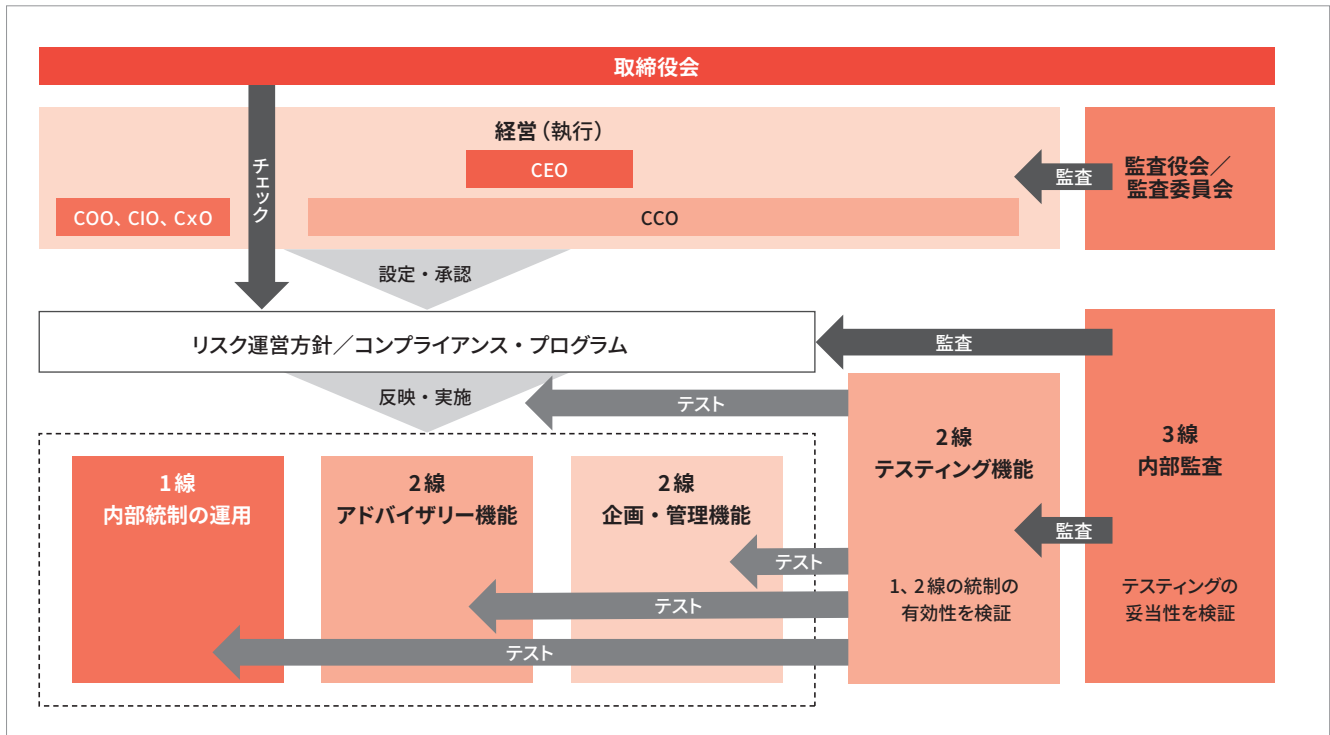 取締役会
経営(執行)
CEO
COO、CIO、CxO
CCO
チェック
監査
監査役会／
監査委員会
設定・承認
リスク運営方針／コンプライアンス・プログラム
監査
反映・実施
テスト
1線
内部統制の運用
2線
アドバイザリー機能
2線
企画・管理機能
2線
テスティング機能
3線
内部監査
監査
テスト
テスト
テスト
1、2線の統制の
有効性を検証
テスティングの
妥当性を検証